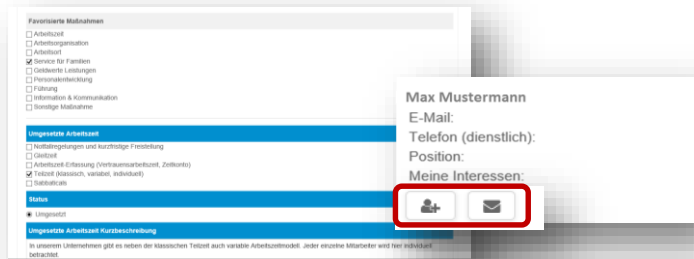 Favorisierte Maßnahmen
Arbeitszeit
Arbeitsorganisation
Arbeitsort
Service für Familien
Geldwerte Leistungen
Personalentwicklung
Führung
Information & Kommunikation
Sonstige Maßnahme
Umgesetzte Arbeitszeit
Notfallregelungen und kurzfristige Freistellung
Gleitzeit
Arbeitszeit-Erfassung (Vertrauensarbeitszeit, Zeitkonto)
Teilzeit (klassisch, variabel, individuell)
Sabbaticals
Status
Umgesetzt
Umgesetzte Arbeitszeit Kurzbeschreibung
In unserem Unternehmen gibt es neben der klassischen Teilzeit auch variable Arbeitszeitmodell. Jeder einzelne Mitarbeiter wird hier individuell
betrachtet.
Max Mustermann
E-Mail:
Telefon (dienstlich):
Position:
Meine Interessen: